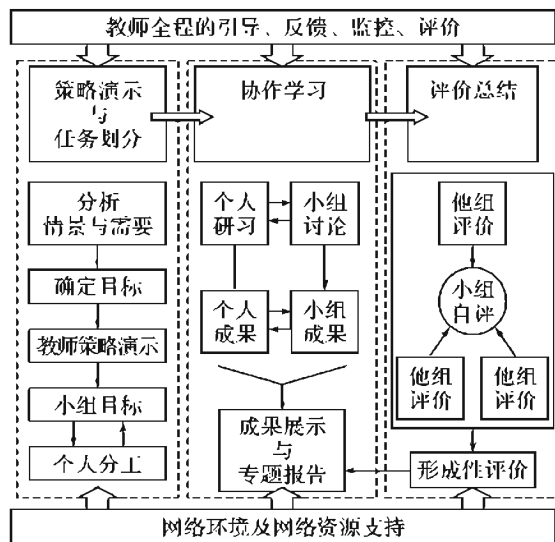 教师全程的引导、反馈、监控、评价
策略演示
与
任务划分
协作学习
评价总结
分析
情景与需要
确定目标
教师策略演示
小组目标
个人分工
个人
研习
小组
讨论
个人
成果
小组
成果
成果展示
与
专题报告
他组
评价
小组
自评
他组
评价
他组
评价
形成性评价
网络环境及网络资源支持